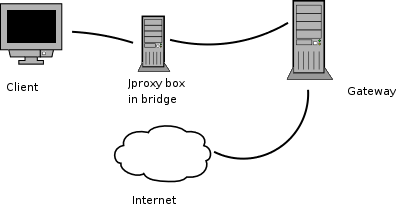 Client
Jproxy box
in bridge
Gateway
Internet